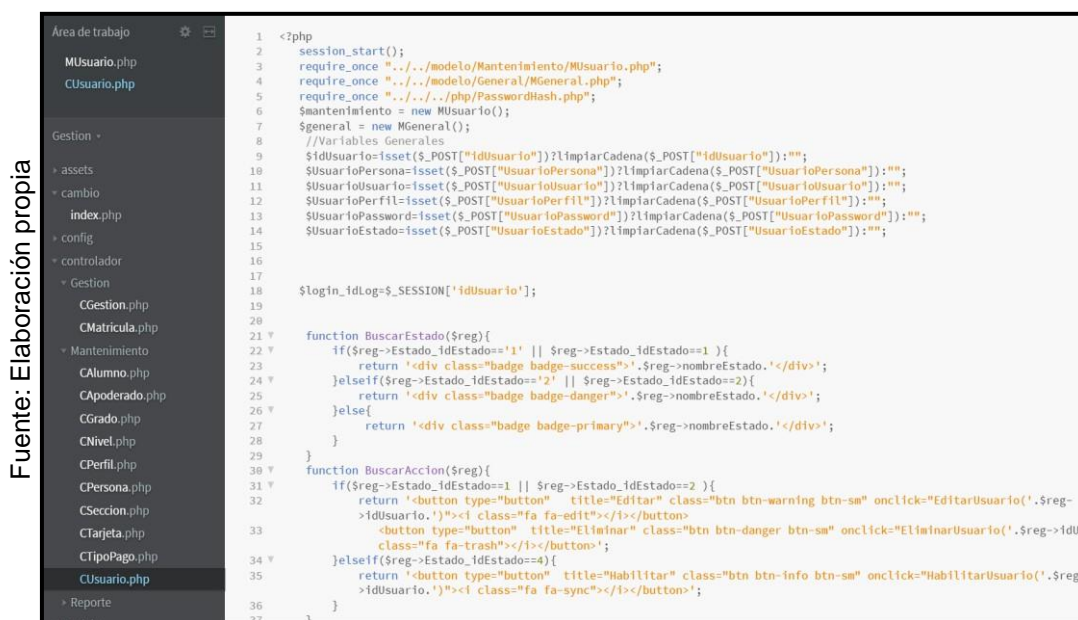 Fuente: Elaboración propia
Área de trabajo
MUsuario.php
CUsuario.php
Gestion
assets
cambio
index.php
config
controlador
Gestion
CGestion.php
CMatricula.php
Mantenimiento
CAlumno.php
CApoderado.php
CGrado.php
CNivel.php
CPerfil.php
CPersona.php
CSeccion.php
CTarjeta.php
CTipoPago.php
CUsuario.php
Reporte
1 <?php
2 session_start();
3 require_once "../../modelo/Mantenimiento/MUsuario.php";
4 require_once "../../modelo/General/MGeneral.php";
5 require_once "../../../php/PasswordHash.php";
6 $mantenimiento = new MUsuario();
7 $general = new MGeneral();
8 //Variables Generales
9 $idUsuario=isset($_POST["idUsuario"])?limpiarCadena($_POST["idUsuario"]):"";
10 $UsuarioPersona=isset($_POST["UsuarioPersona"])?limpiarCadena($_POST["UsuarioPersona"]):"";
11 $UsuarioUsuario=isset($_POST["UsuarioUsuario"])?limpiarCadena($_POST["UsuarioUsuario"]):"";
12 $UsuarioPerfil=isset($_POST["UsuarioPerfil"])?limpiarCadena($_POST["UsuarioPerfil"]):"";
13 $UsuarioPassword=isset($_POST["UsuarioPassword"])?limpiarCadena($_POST["UsuarioPassword"]):"";
14 $UsuarioEstado=isset($_POST["UsuarioEstado"])?limpiarCadena($_POST["UsuarioEstado"]):"";
15
16
17
18 $login_idLog=$_SESSION['idUsuario'];
19
20
21 function BuscarEstado($reg){
22 if($reg->Estado_idEstado=='1' || $reg->Estado_idEstado==1 ){
23 return '<div class="badge badge-success">'.$reg->nombreEstado.'</div>';
24 }elseif($reg->Estado_idEstado=='2' || $reg->Estado_idEstado==2){
25 return '<div class="badge badge-danger">'.$reg->nombreEstado.'</div>';
26 }else{
27 return '<div class="badge badge-primary">'.$reg->nombreEstado.'</div>';
28 }
29 }
30 function BuscarAccion($reg){
31 if($reg->Estado_idEstado==1 || $reg->Estado_idEstado==2 ){
32 return '<button type="button" title="Editar" class="btn btn-warning btn-sm" onclick="EditarUsuario('.$reg-
>idUsuario.')"><i class="fa fa-edit"></i></button>
33 <button type="button" title="Eliminar" class="btn btn-danger btn-sm" onclick="EliminarUsuario('.$reg->idU
class="fa fa-trash"></i></button>';
34 }elseif($reg->Estado_idEstado==4){
35 return '<button type="button" title="Habilitar" class="btn btn-info btn-sm" onclick="HabilitarUsuario('.$reg
>idUsuario.')"><i class="fa fa-sync"></i></button>';
36 }
37 }